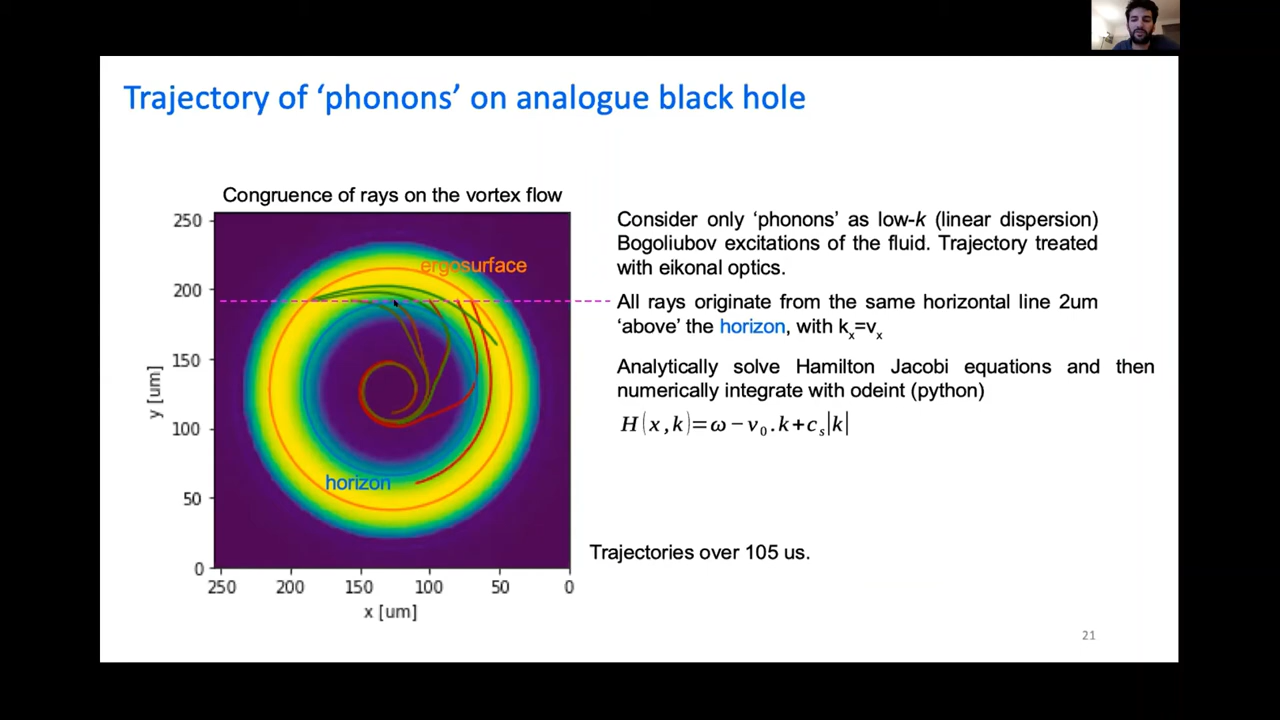 Trajectory of ‘phonons’ on analogue black hole
Congruence of rays on the vortex flow
250
200
150
100
50
0
y [um]
ergosurface
horizon
250
200
150
100
50
0
x [um]
Consider only ‘phonons’ as low-k (linear dispersion)
Bogoliubov excitations of the fluid. Trajectory treated
with eikonal optics.
All rays originate from the same horizontal line 2um
‘above’ the horizon, with kₓ=vₓ
Analytically solve Hamilton Jacobi equations and then
numerically integrate with odeint (python)
H(x,k)=ω−v₀.k+cₛ|k|
Trajectories over 105 us.
21